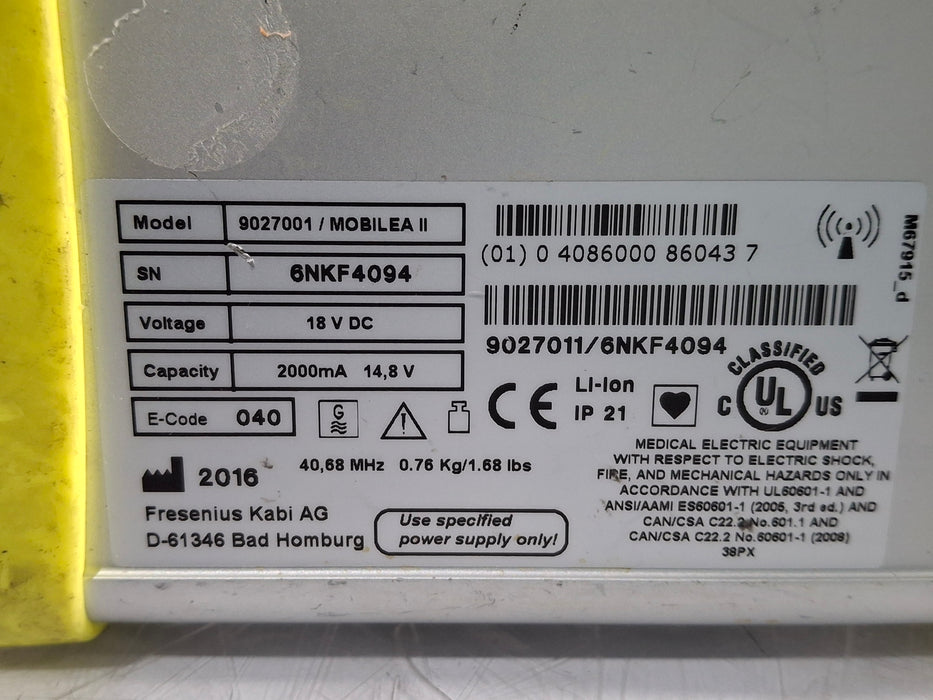 Model 9027001 / MOBILEA II
SN 6NKF4094
Voltage 18 V DC
Capacity 2000mA 14,8 V
E-Code 040
G
2016
40,68 MHz 0.76 Kg/1.68 lbs
Fresenius Kabi AG
D-61346 Bad Homburg
Use specified
power supply only!
(01) 0 4086000 86043 7
9027011/6NKF4094
CE
Li-Ion
IP 21
CLASSIFIED
C UL US
MEDICAL ELECTRIC EQUIPMENT
WITH RESPECT TO ELECTRIC SHOCK,
FIRE, AND MECHANICAL HAZARDS ONLY IN
ACCORDANCE WITH UL60601-1 AND
ANSI/AAMI ES60601-1 (2005, 3rd ed.) AND
CAN/CSA C22.2 No.601.1 AND
CAN/CSA C22.2 No.60601-1 (2008)
38PX
M67915_d